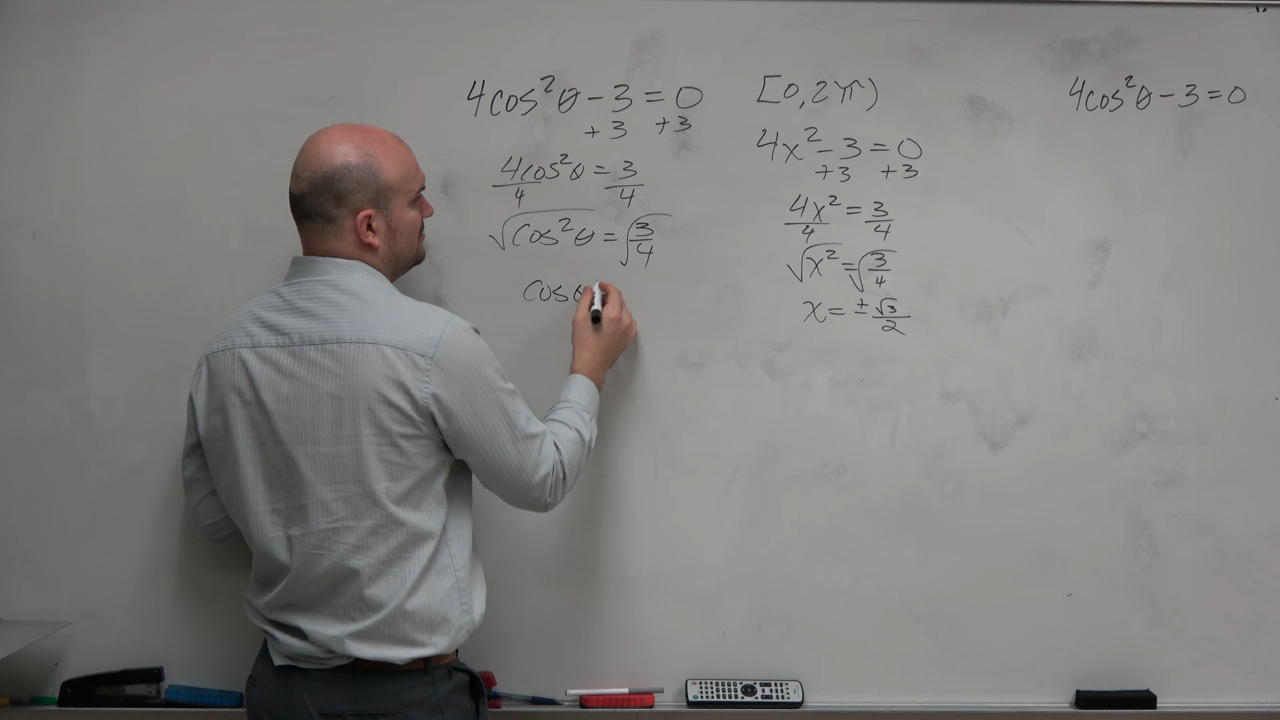 4cos²θ - 3 = 0
+3 +3
4cos²θ = 3
4 4
√cos²θ = √3/4
cosθ
[0, 2π)
4x² - 3 = 0
+3 +3
4x² = 3
4 4
√x² = √3/4
x = ± √3/2
4cos²θ - 3 = 0